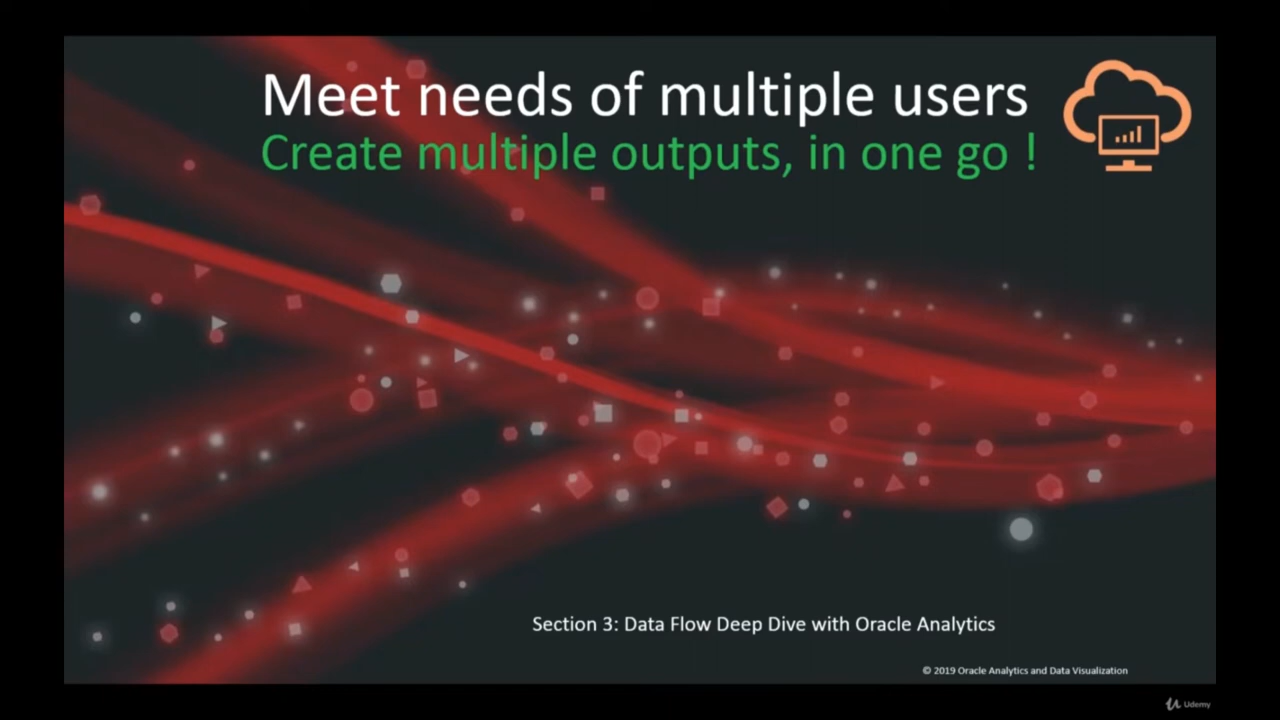 Meet needs of multiple users
Create multiple outputs, in one go !
Section 3: Data Flow Deep Dive with Oracle Analytics
© 2019 Oracle Analytics and Data Visualization
Udemy